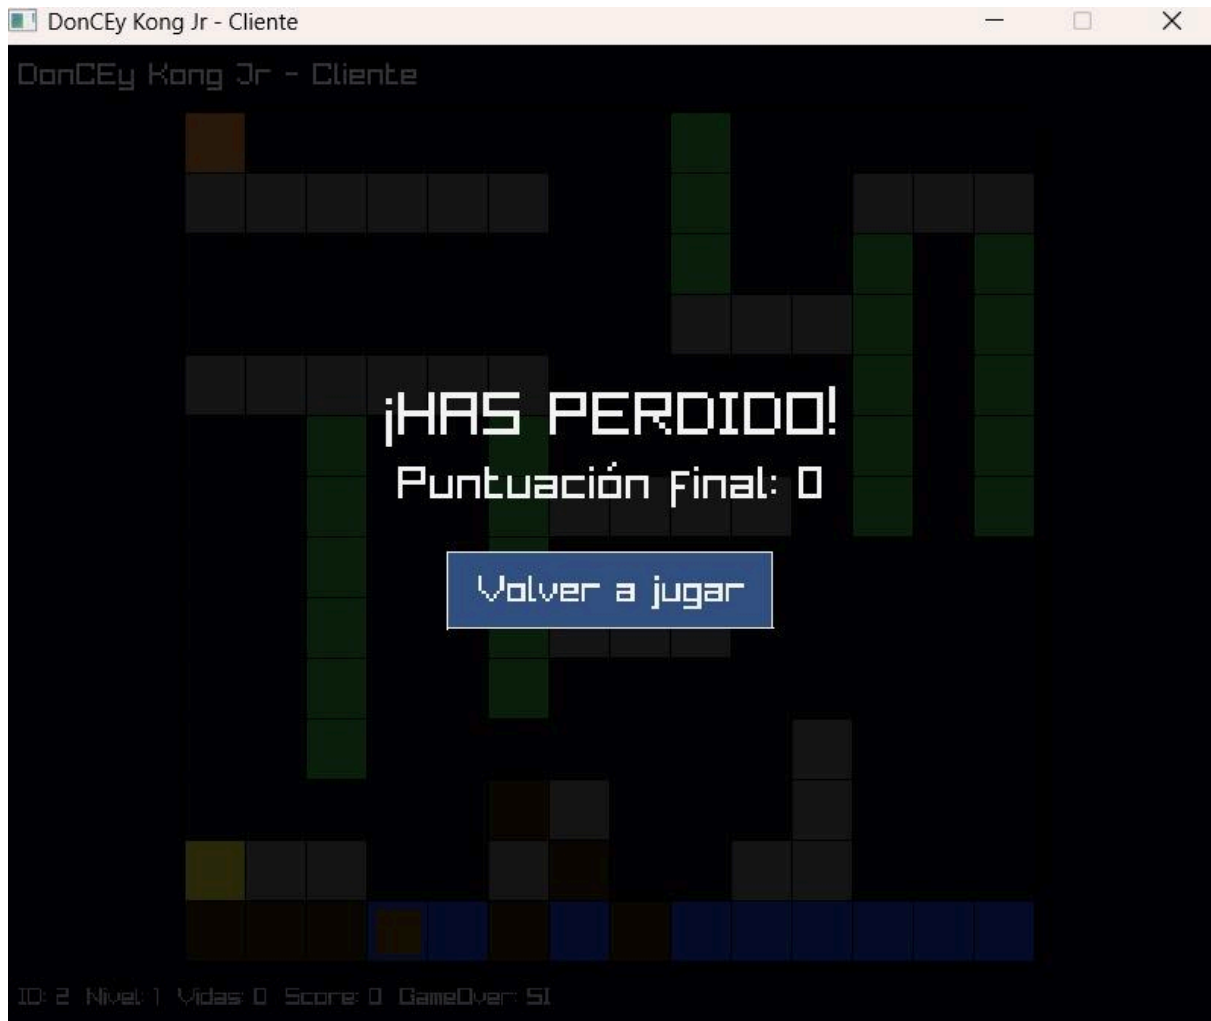 DonCEy Kong Jr - Cliente
DonCEy Kong Jr - Cliente
¡HAS PERDIDO!
Puntuación final: 0
Volver a jugar
ID: 2 Nivel: 1 Vidas: 0 Score: 0 GameOver: SI